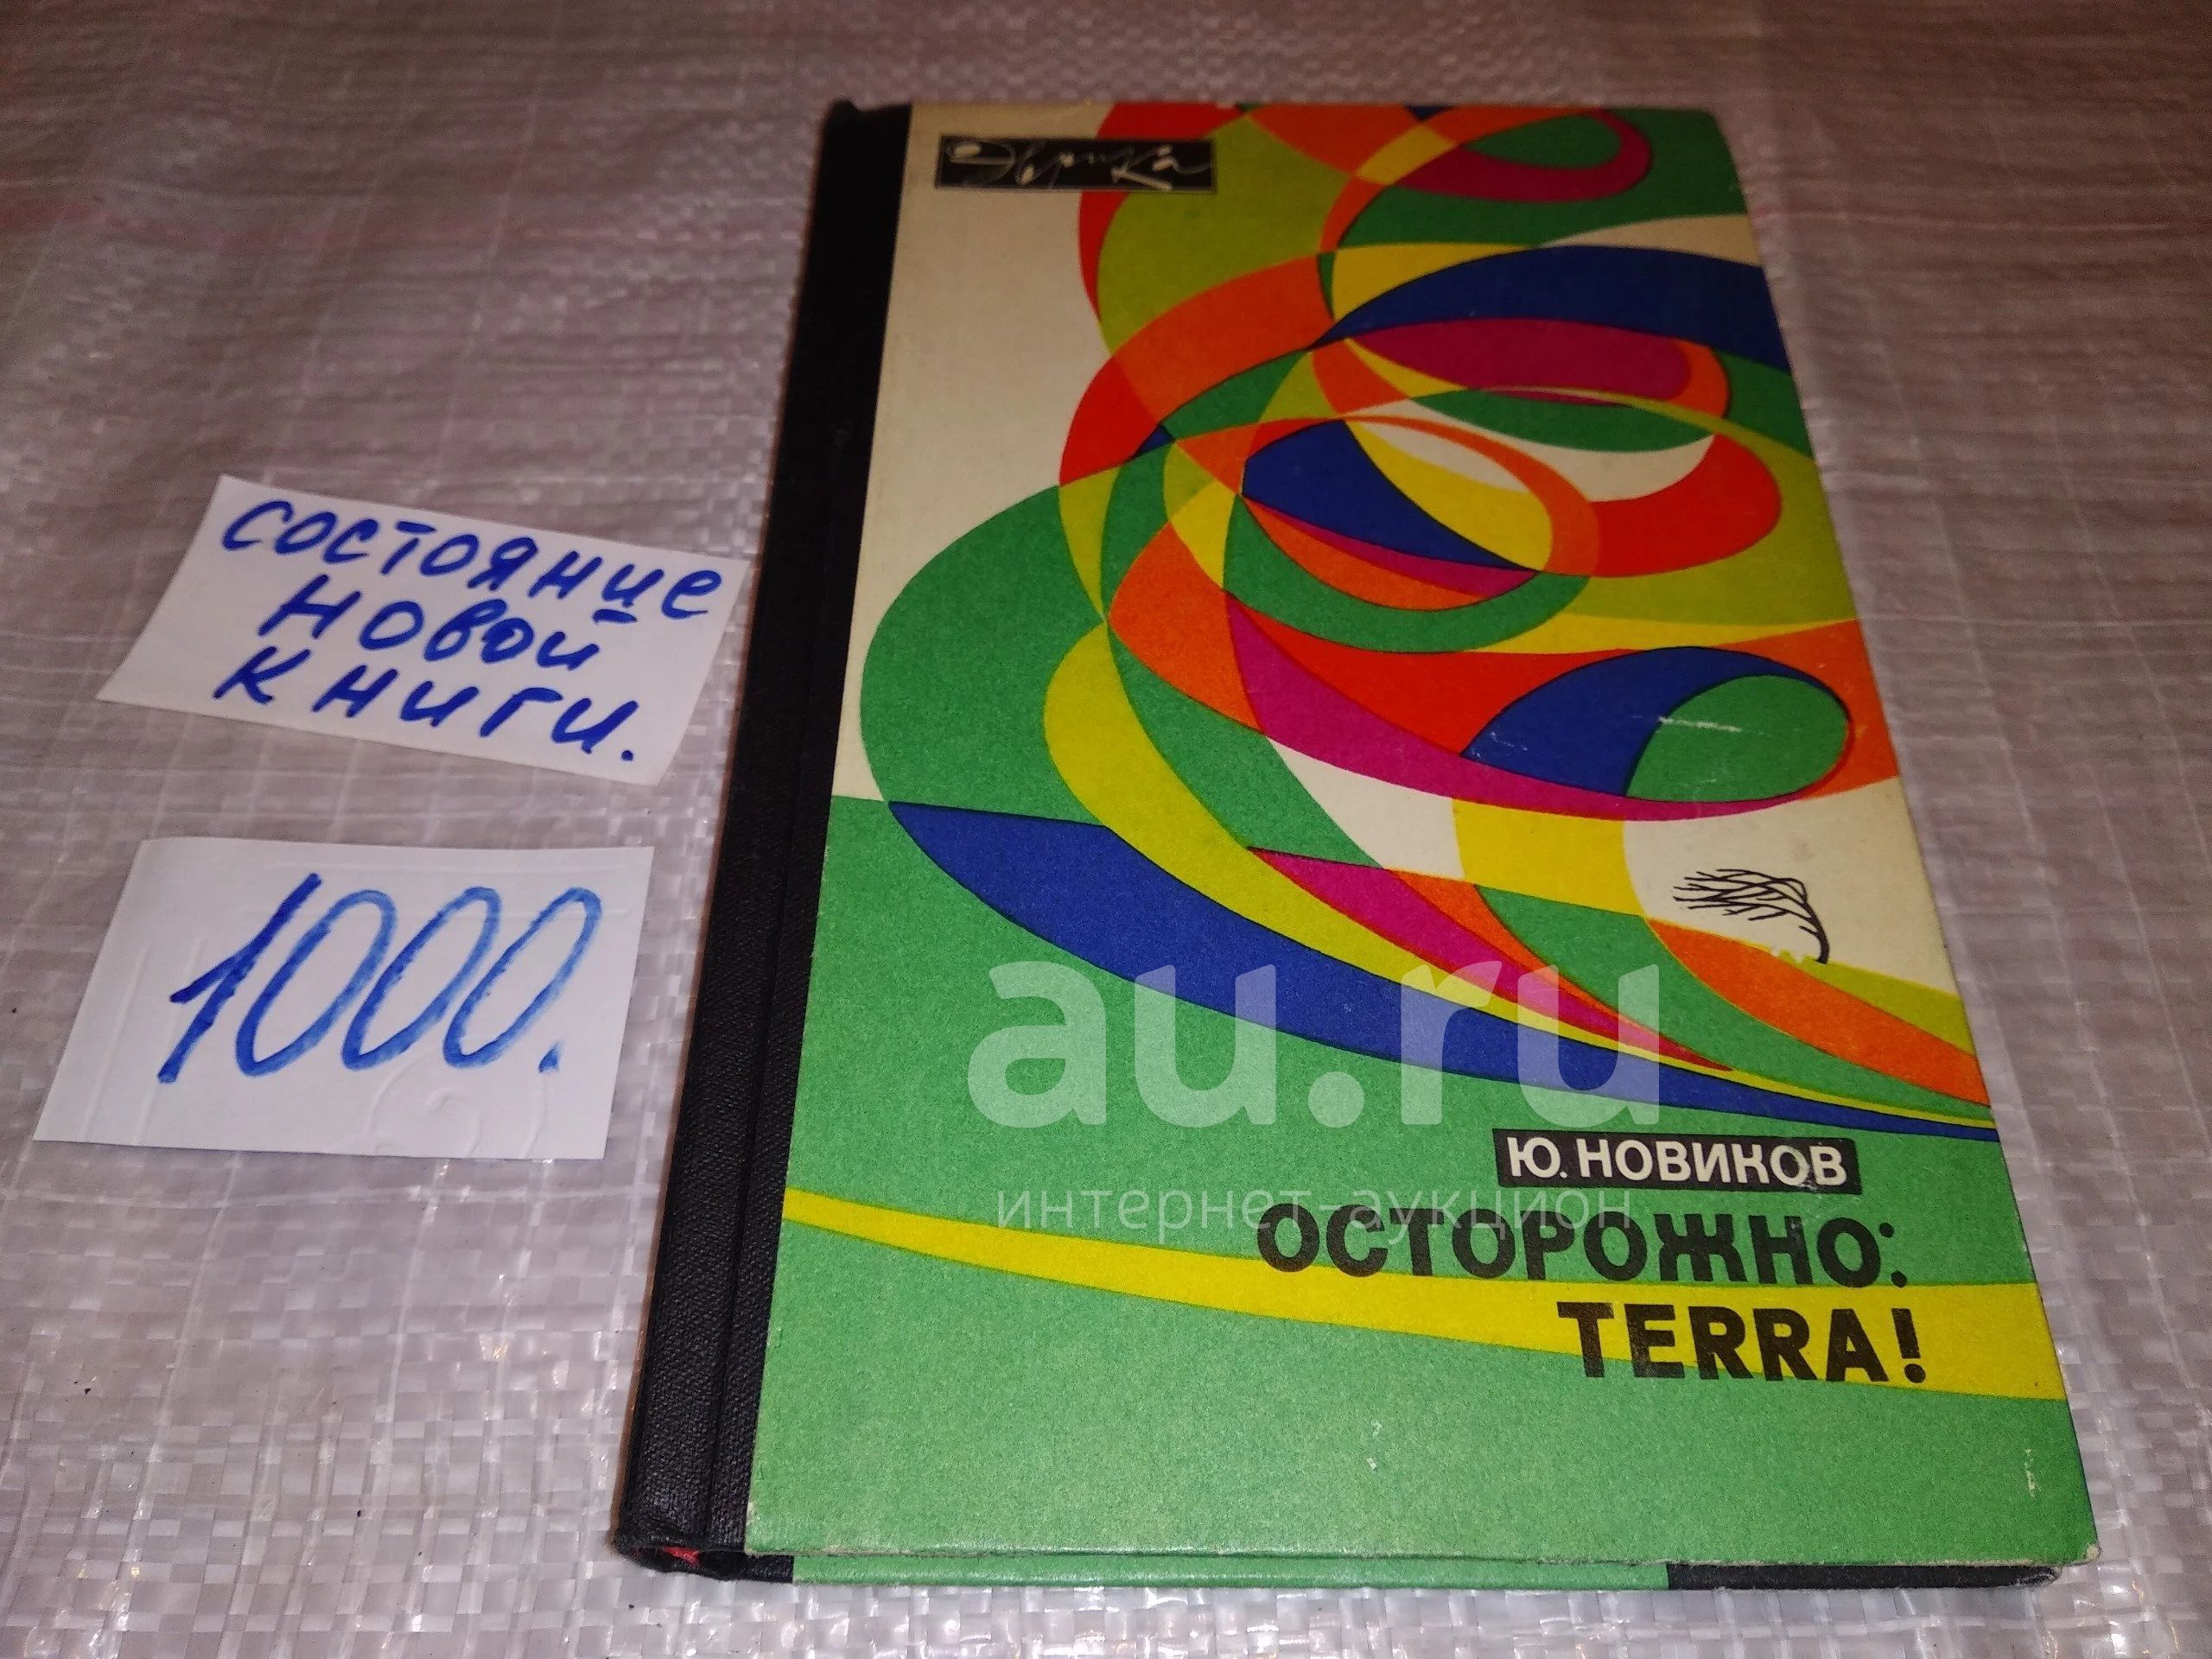 Эврика
состояние
новой
книги.
1000.
au.ru
интернет-аукцион
Ю. НОВИКОВ
ОСТОРОЖНО:
TERRA!